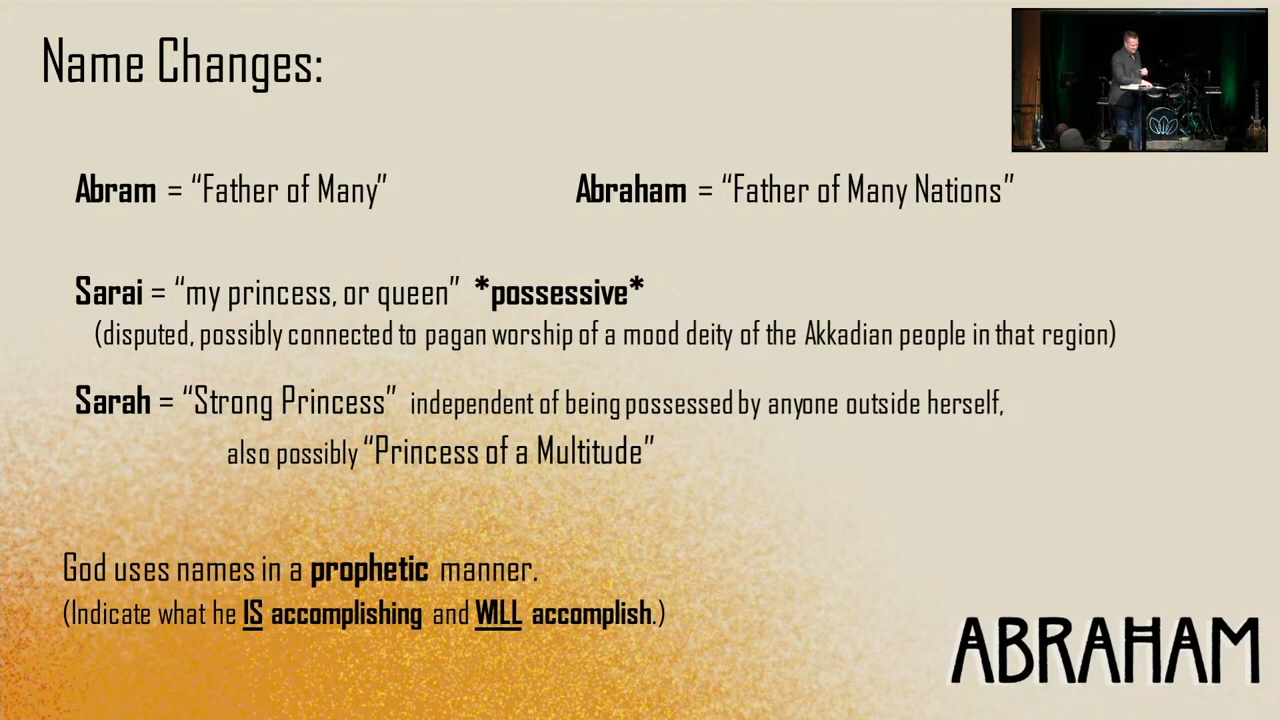 Name Changes:
Abram = “Father of Many”
Abraham = “Father of Many Nations”
Sarai = “my princess, or queen” *possessive*
(disputed, possibly connected to pagan worship of a mood deity of the Akkadian people in that region)
Sarah = “Strong Princess” independent of being possessed by anyone outside herself,
also possibly “Princess of a Multitude”
God uses names in a prophetic manner.
(Indicate what he IS accomplishing and WILL accomplish.)
ABRAHAM